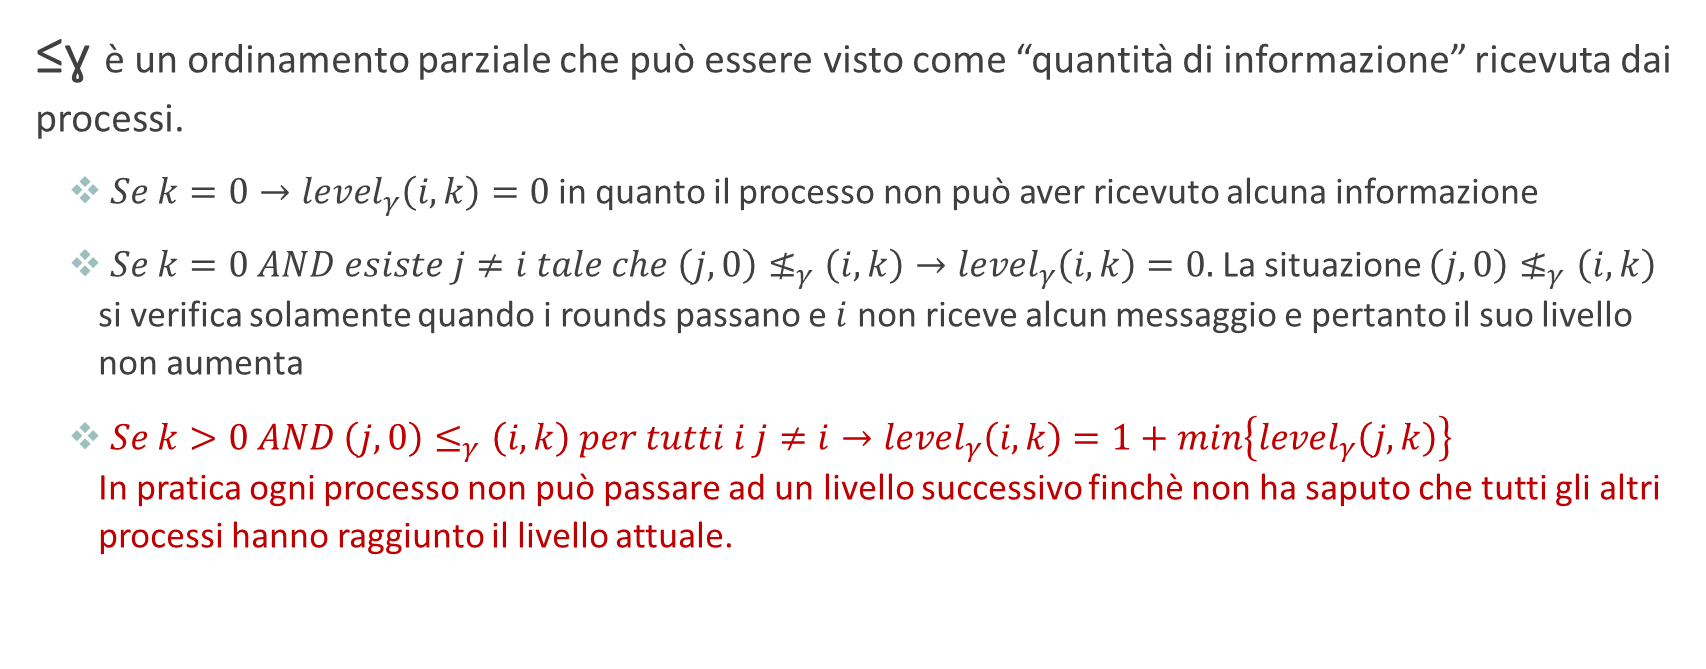 ≤γ è un ordinamento parziale che può essere visto come “quantità di informazione” ricevuta dai
processi.
❖ Se k = 0 → level_γ(i, k) = 0 in quanto il processo non può aver ricevuto alcuna informazione
❖ Se k = 0 AND esiste j ≠ i tale che (j, 0) ≰_γ (i, k) → level_γ(i, k) = 0. La situazione (j, 0) ≰_γ (i, k)
si verifica solamente quando i rounds passano e i non riceve alcun messaggio e pertanto il suo livello
non aumenta
❖ Se k > 0 AND (j, 0) ≤_γ (i, k) per tutti i j ≠ i → level_γ(i, k) = 1 + min{level_γ(j, k)}
In pratica ogni processo non può passare ad un livello successivo finchè non ha saputo che tutti gli altri
processi hanno raggiunto il livello attuale.